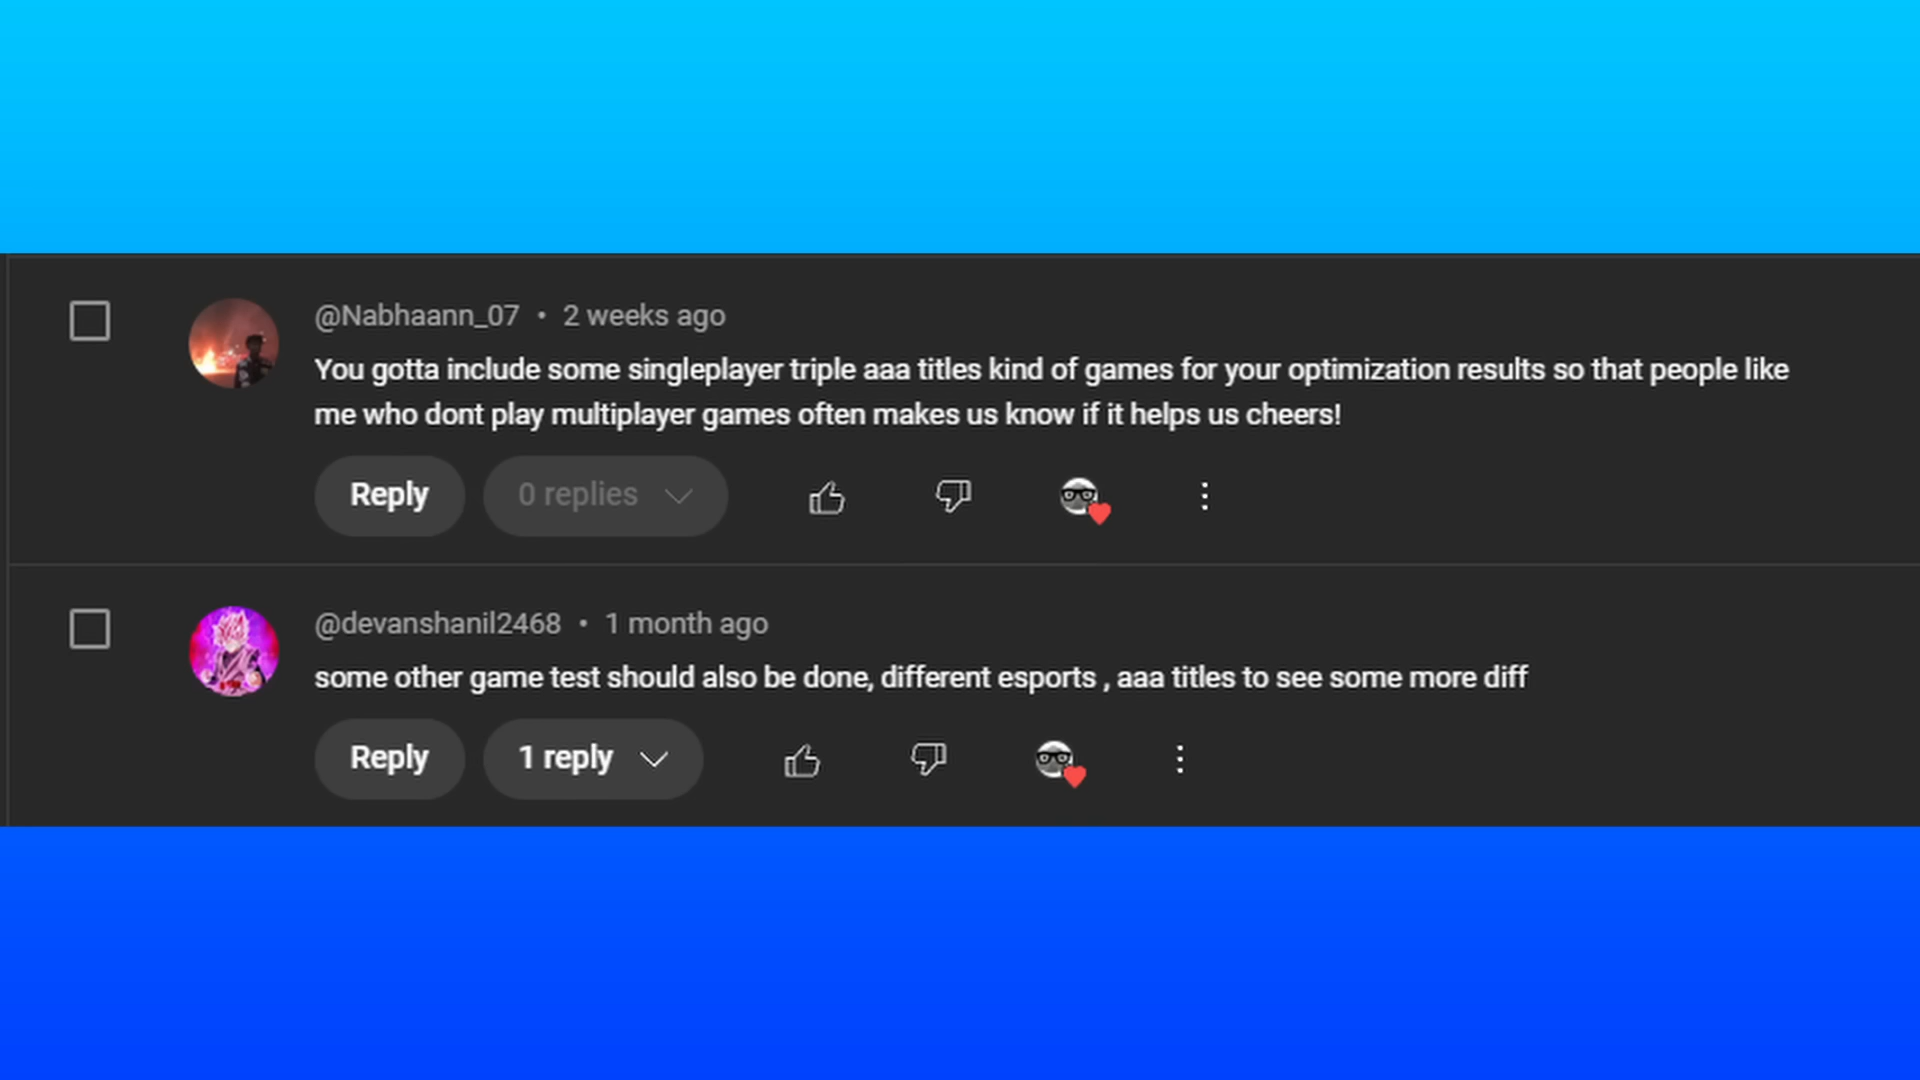 @Nabhaann_07 • 2 weeks ago
You gotta include some singleplayer triple aaa titles kind of games for your optimization results so that people like
me who dont play multiplayer games often makes us know if it helps us cheers!
Reply 0 replies
@devanshanil2468 • 1 month ago
some other game test should also be done, different esports , aaa titles to see some more diff
Reply 1 reply